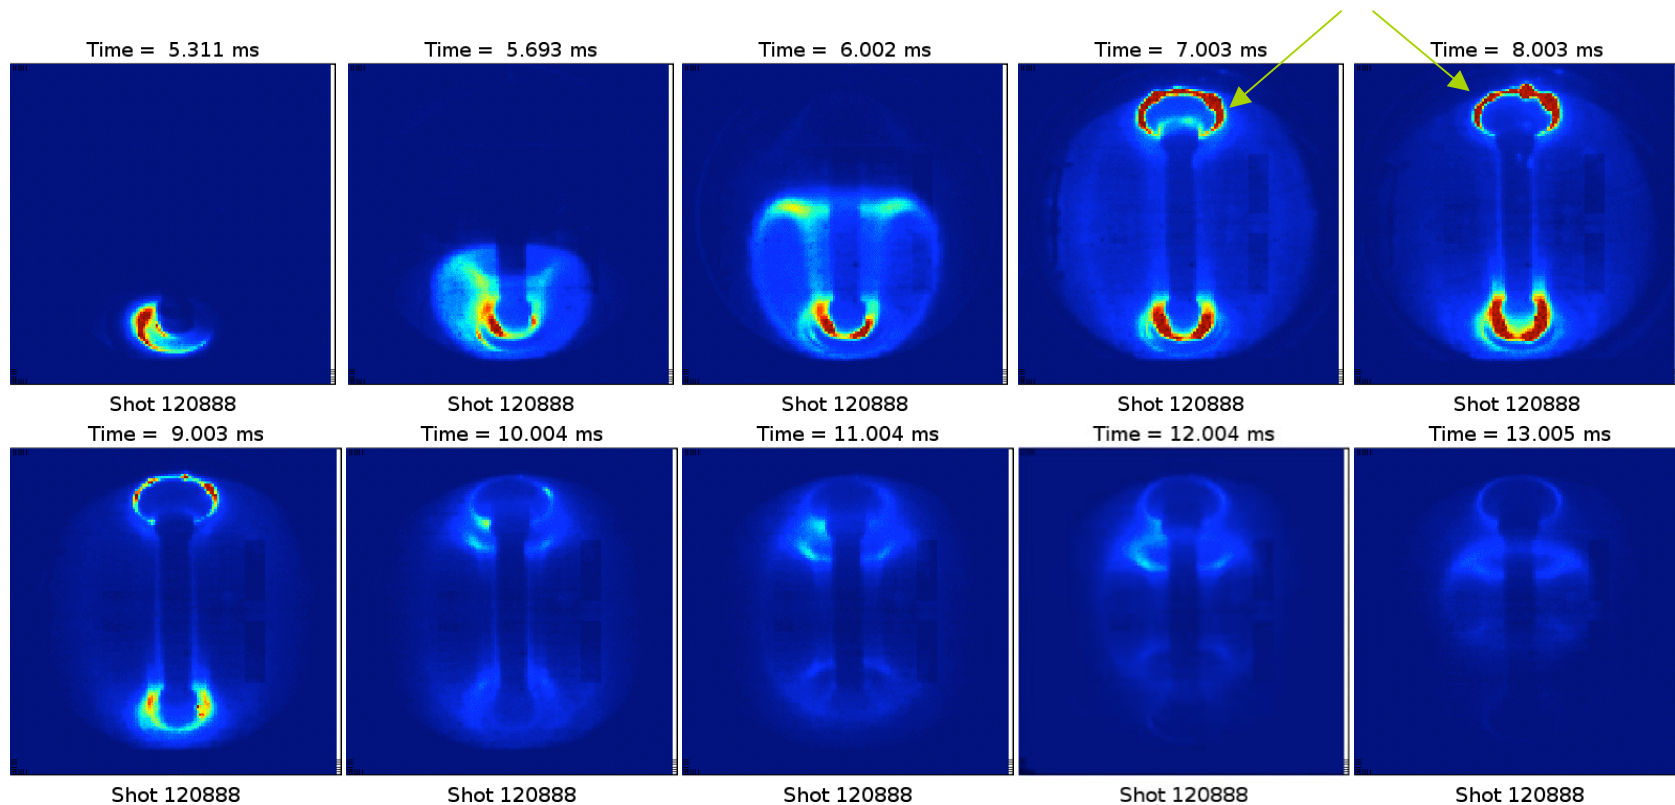 Time =  5.311 ms
Time =  5.693 ms
Time =  6.002 ms
Time =  7.003 ms
Time =  8.003 ms
Shot 120888
Shot 120888
Shot 120888
Shot 120888
Shot 120888
Time =  9.003 ms
Time = 10.004 ms
Time = 11.004 ms
Time = 12.004 ms
Time = 13.005 ms
Shot 120888
Shot 120888
Shot 120888
Shot 120888
Shot 120888